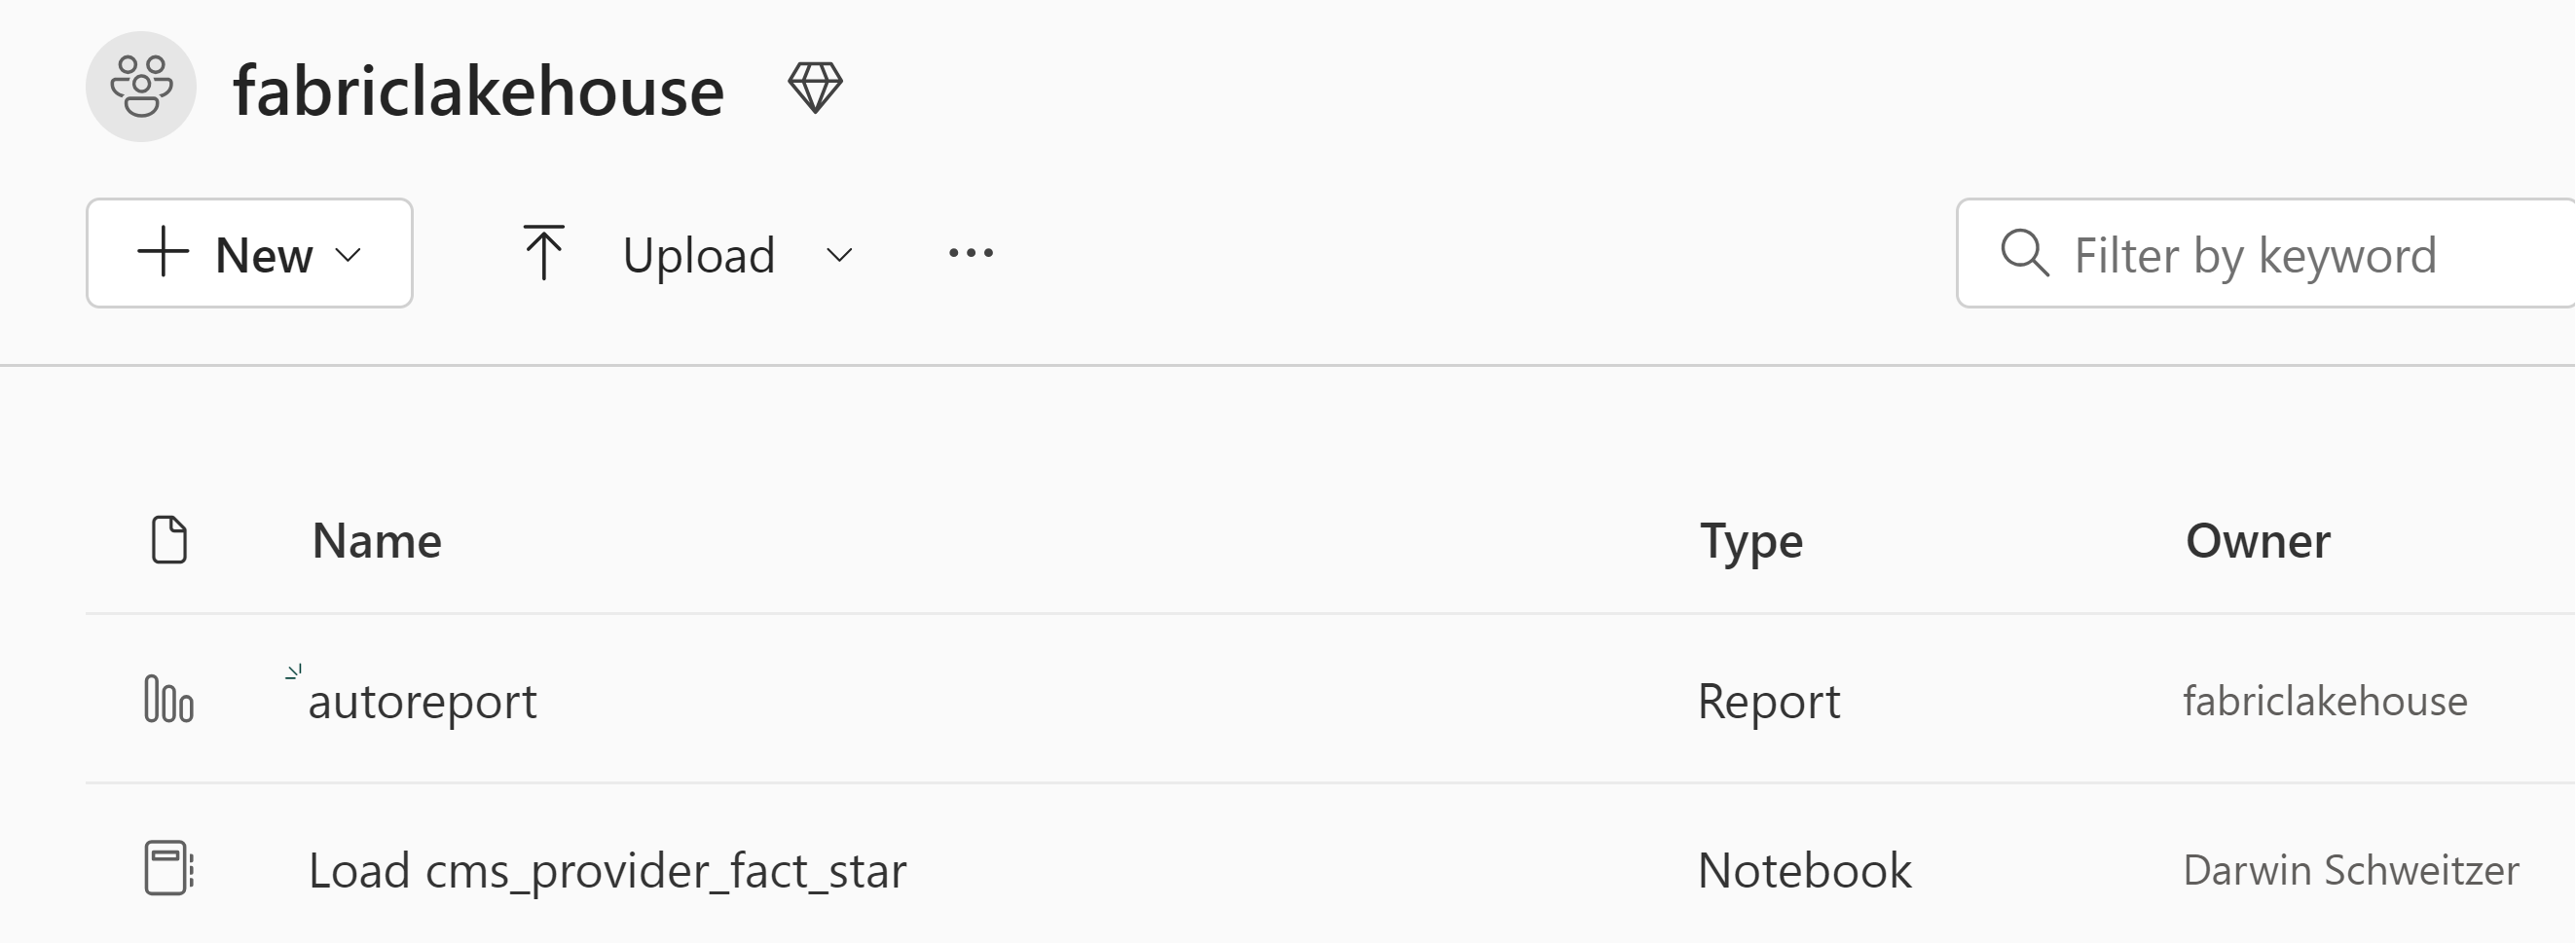 fabriclakehouse
New Upload Filter by keyword
Name Type Owner
autoreport Report fabriclakehouse
Load cms_provider_fact_star Notebook Darwin Schweitzer